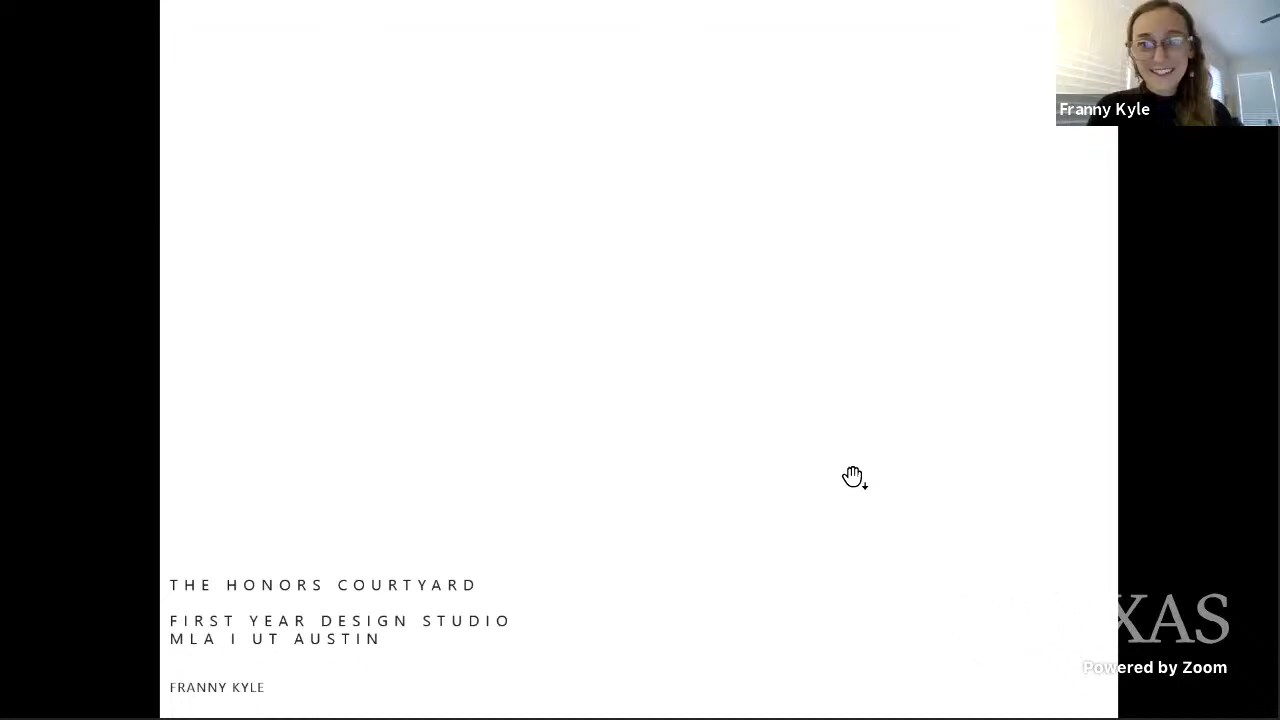 Franny Kyle
THE HONORS COURTYARD
FIRST YEAR DESIGN STUDIO
MLA I UT AUSTIN
FRANNY KYLE
XAS
Powered by Zoom